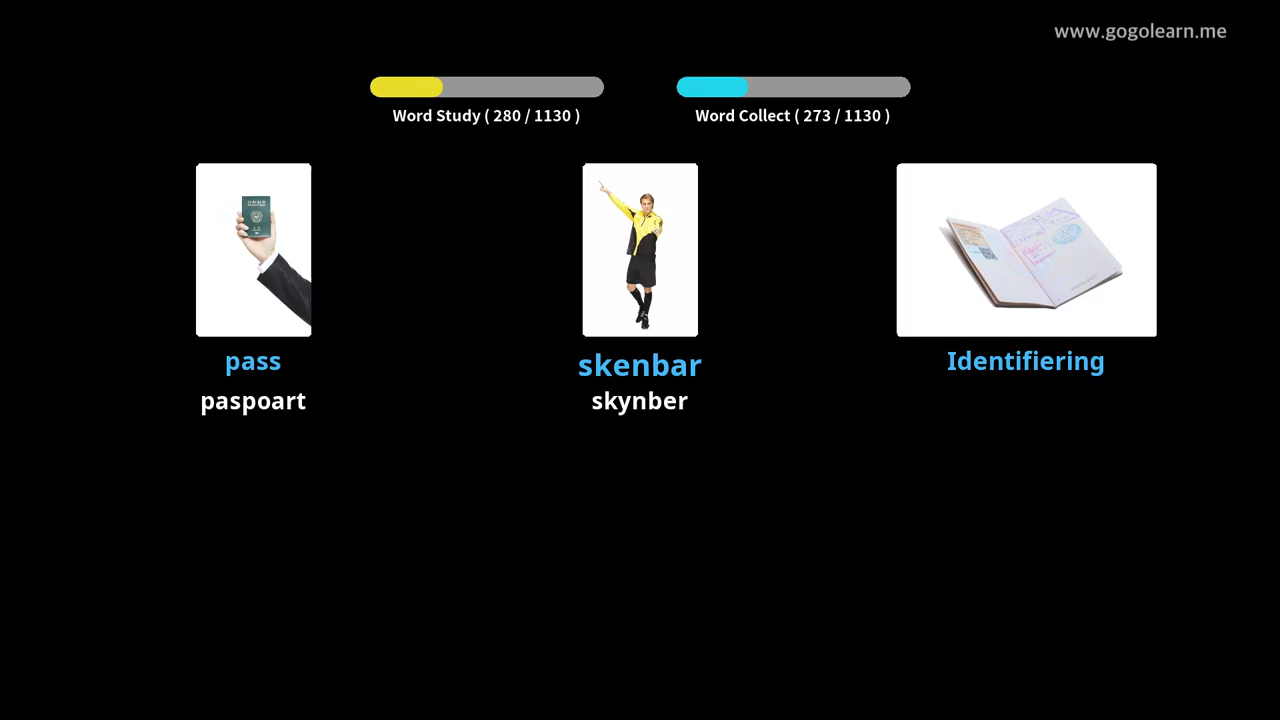 www.gogolearn.me
Word Study ( 280 / 1130 )
Word Collect ( 273 / 1130 )
pass
skenbar
Identifiering
paspoart
skynber